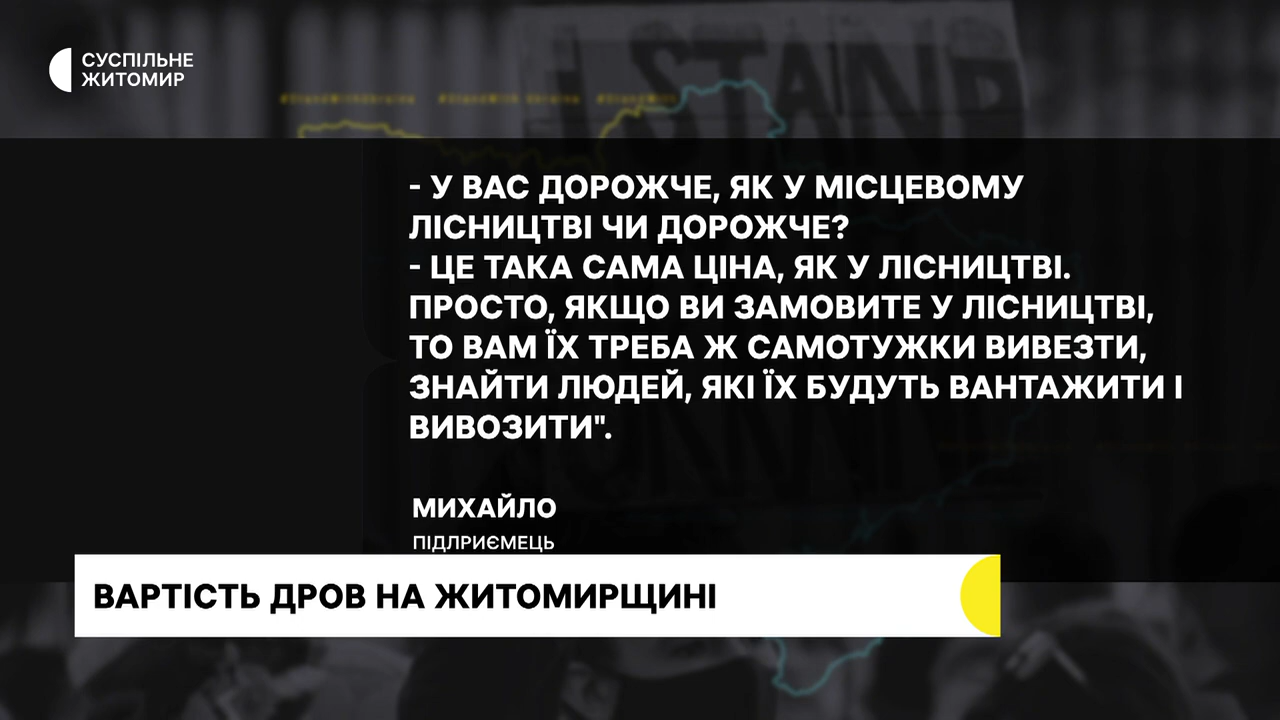 СУСПІЛЬНЕ
ЖИТОМИР
STAND
- У ВАС ДОРОЖЧЕ, ЯК У МІСЦЕВОМУ
ЛІСНИЦТВІ ЧИ ДОРОЖЧЕ?
- ЦЕ ТАКА САМА ЦІНА, ЯК У ЛІСНИЦТВІ.
ПРОСТО, ЯКЩО ВИ ЗАМОВИТЕ У ЛІСНИЦТВІ,
ТО ВАМ ЇХ ТРЕБА Ж САМОТУЖКИ ВИВЕЗТИ,
ЗНАЙТИ ЛЮДЕЙ, ЯКІ ЇХ БУДУТЬ ВАНТАЖИТИ І
ВИВОЗИТИ".
МИХАЙЛО
ПІДЛРИЄМЕЦЬ
ВАРТІСТЬ ДРОВ НА ЖИТОМИРЩИНІ